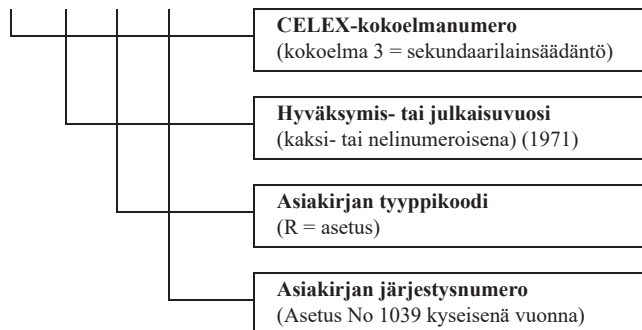 CELEX-kokoelmanumero
(kokoelma 3 = sekundaarilainsäädäntö)
Hyväksymis- tai julkaisuvuosi
(kaksi- tai nelinumeroisena) (1971)
Asiakirjan tyyppikoodi
(R = asetus)
Asiakirjan järjestysnumero
(Asetus No 1039 kyseisenä vuonna)